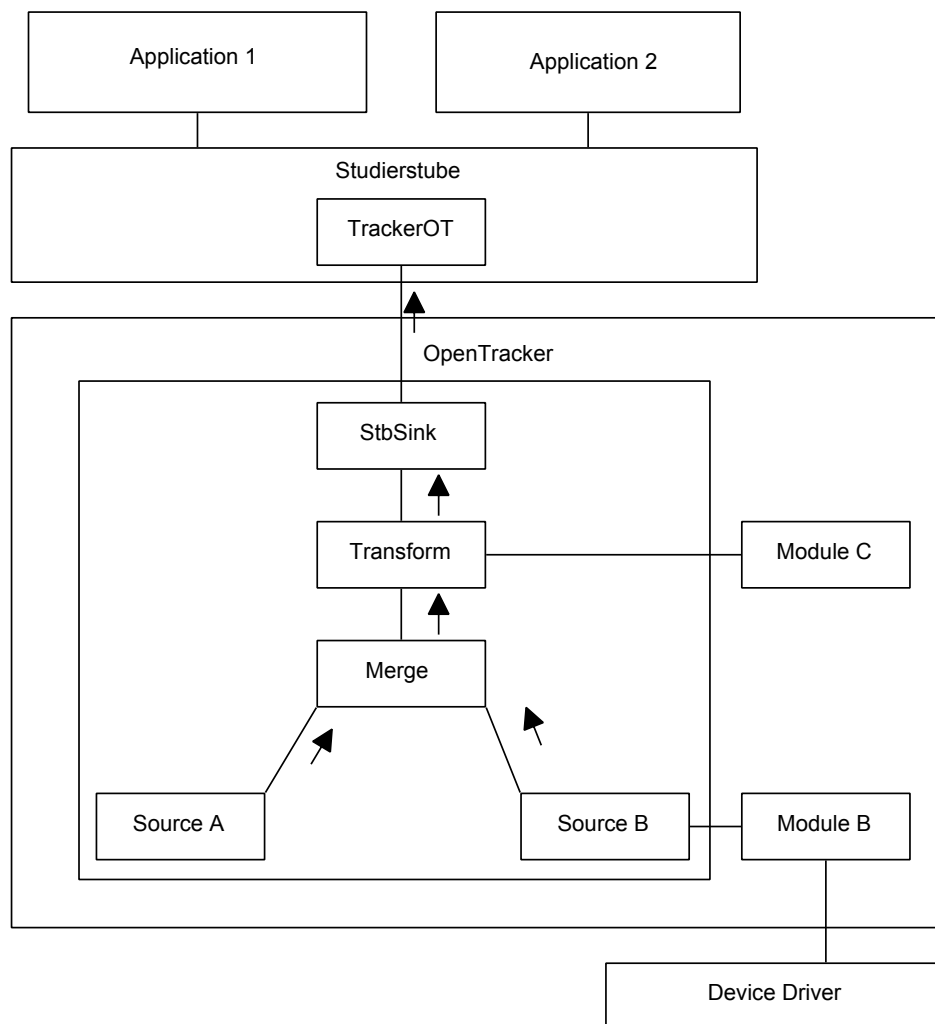 Application 1
Application 2
Studierstube
TrackerOT
OpenTracker
StbSink
Transform
Module C
Merge
Source A
Source B
Module B
Device Driver